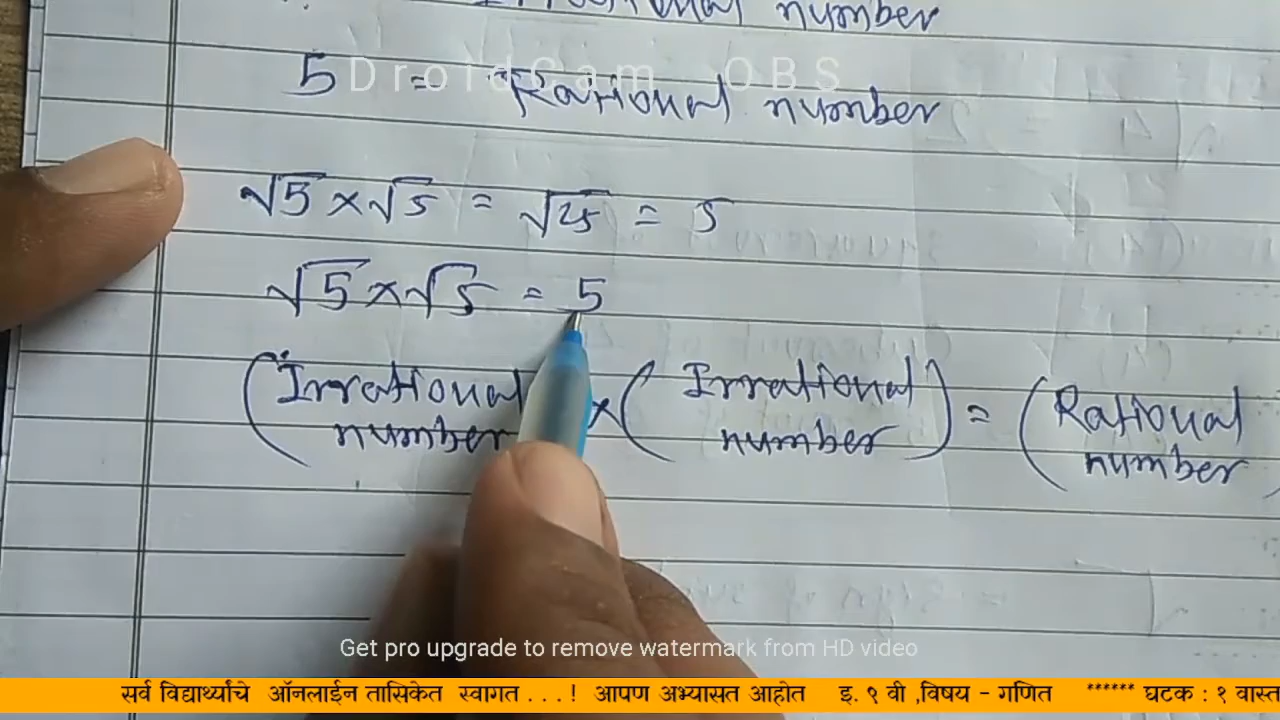 Irrational number
5 = Rational number
DroidCam OBS
√5 × √5 = √25 = 5
√5 × √5 = 5
(Irrational number) × (Irrational number) = (Rational number)
Get pro upgrade to remove watermark from HD video
सर्व विद्यार्थ्यांचे ऑनलाईन तासिकेत स्वागत . . . ! आपण अभ्यासत आहोत इ. ९ वी ,विषय - गणित ****** घटक : १ वास्त